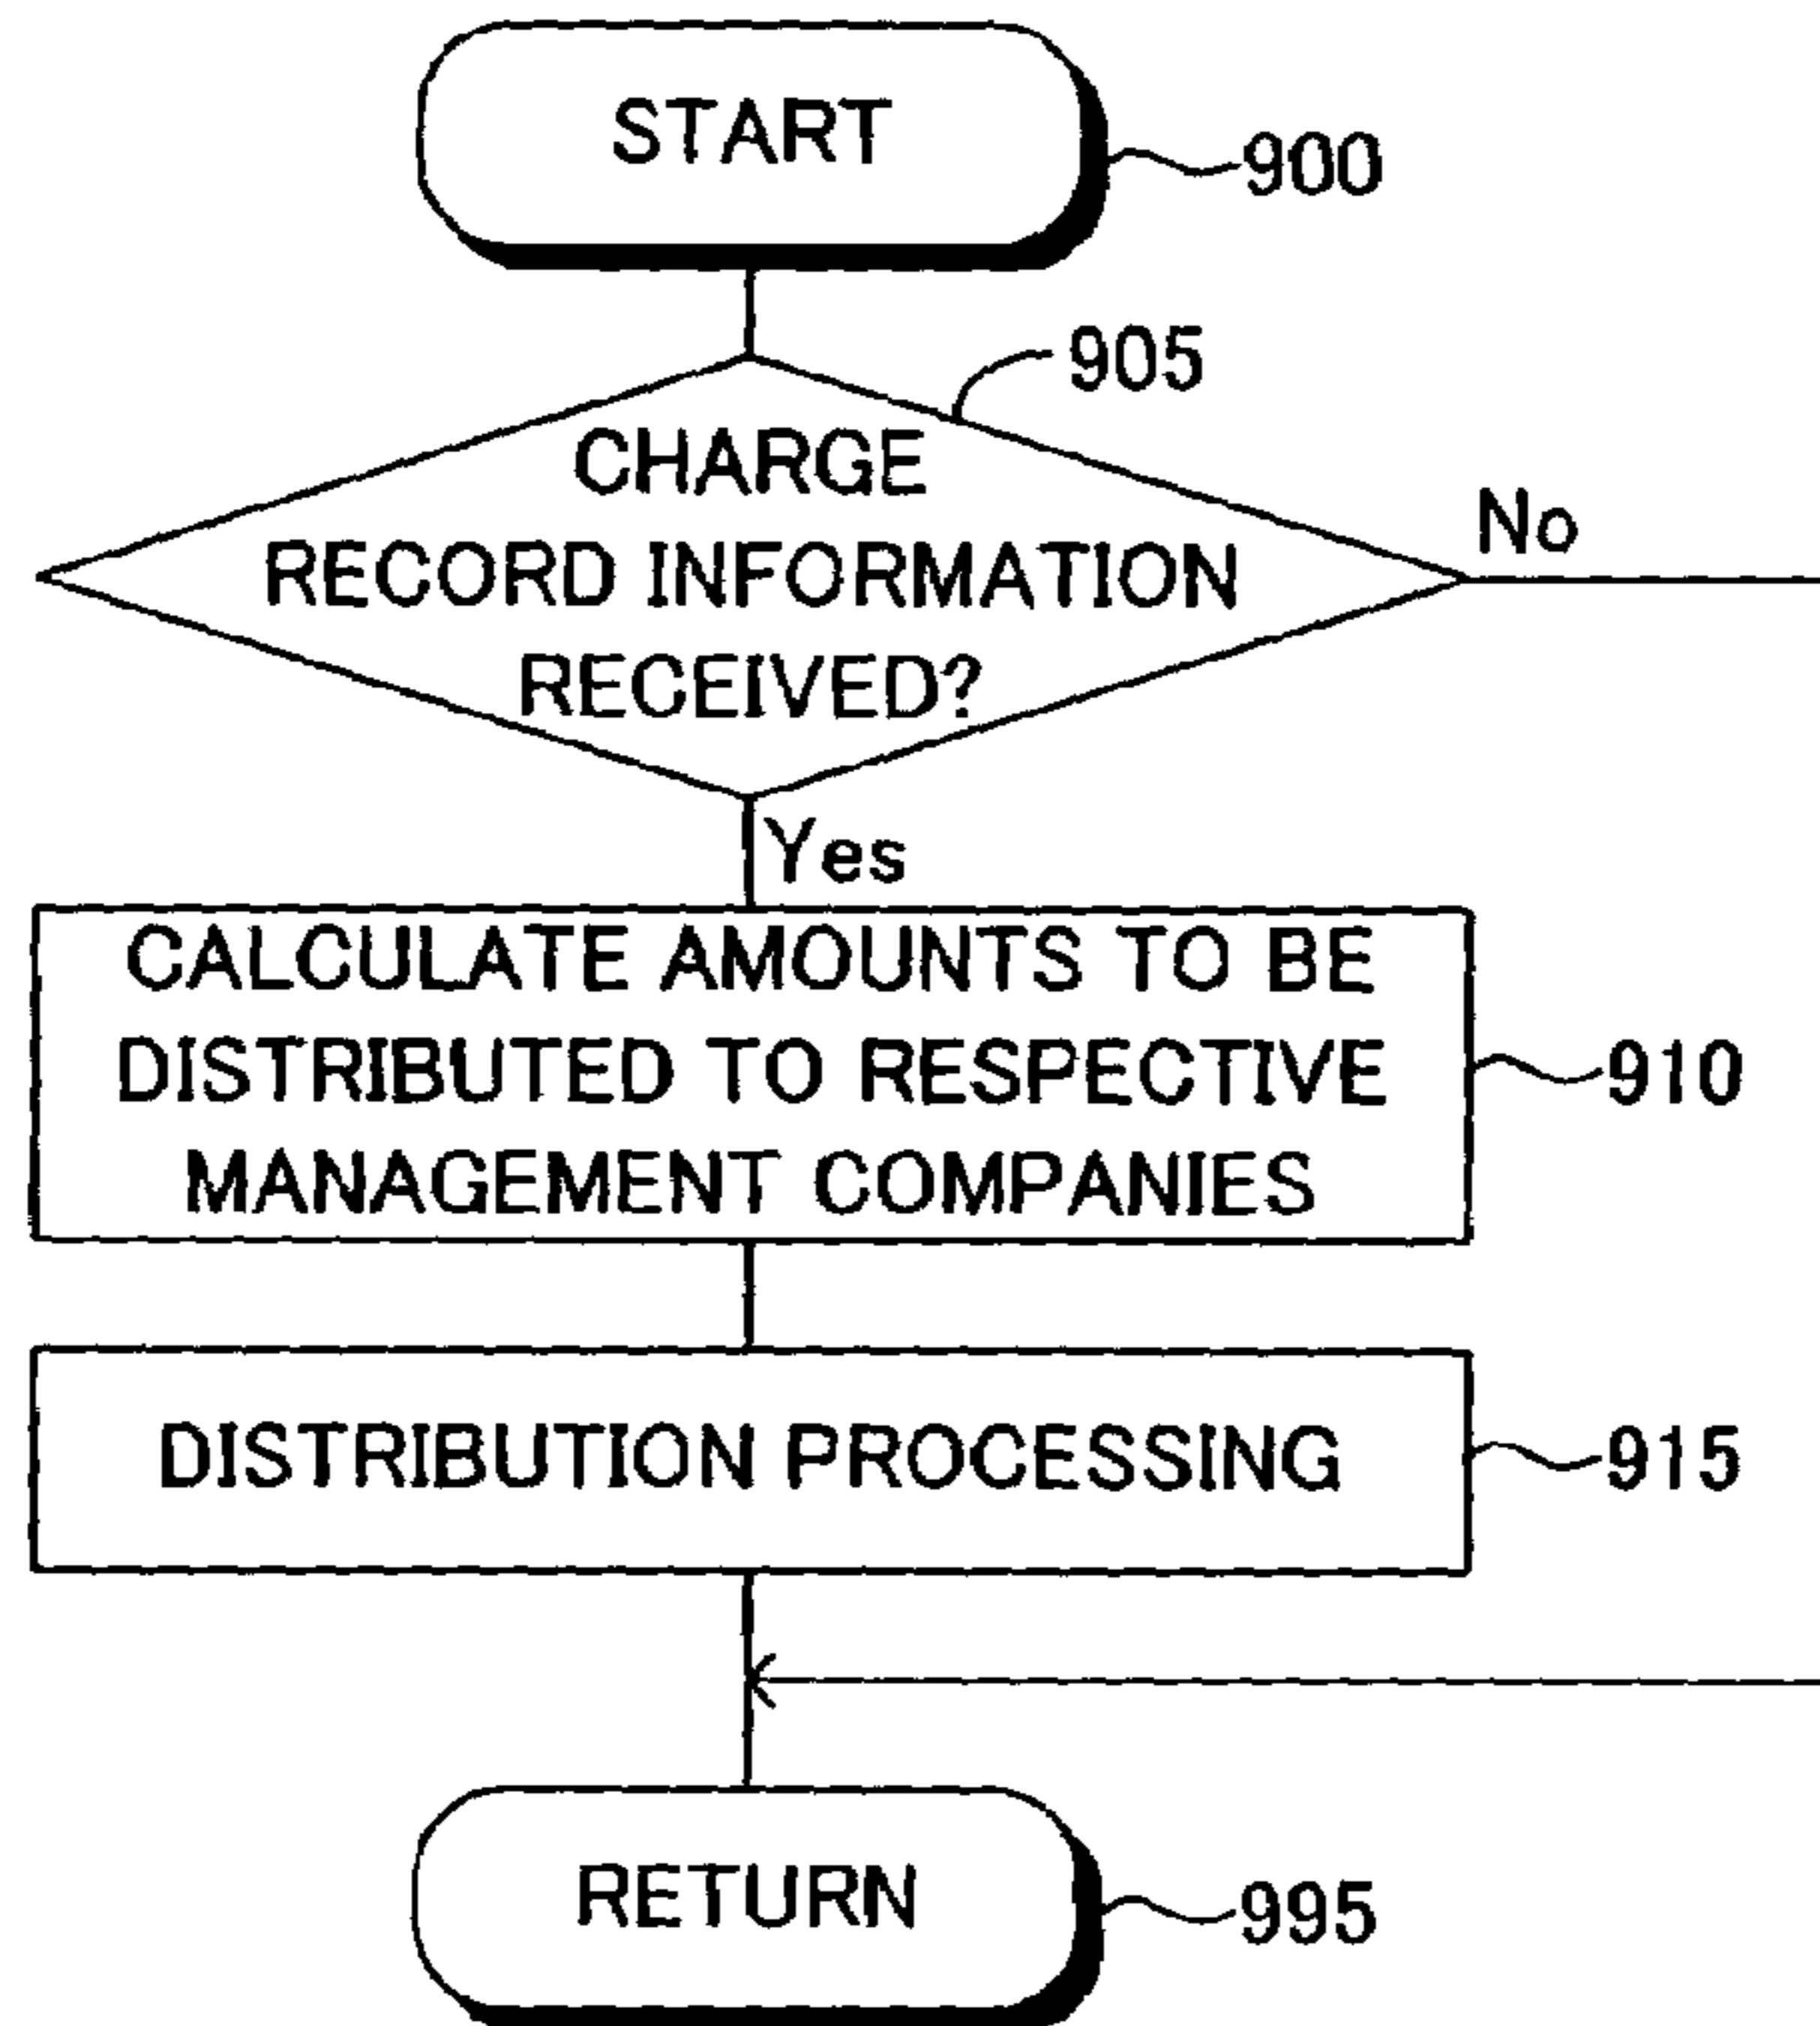 START
900
905
CHARGE
RECORD INFORMATION
RECEIVED?
No
Yes
CALCULATE AMOUNTS TO BE
DISTRIBUTED TO RESPECTIVE
MANAGEMENT COMPANIES
910
DISTRIBUTION PROCESSING
915
RETURN
995